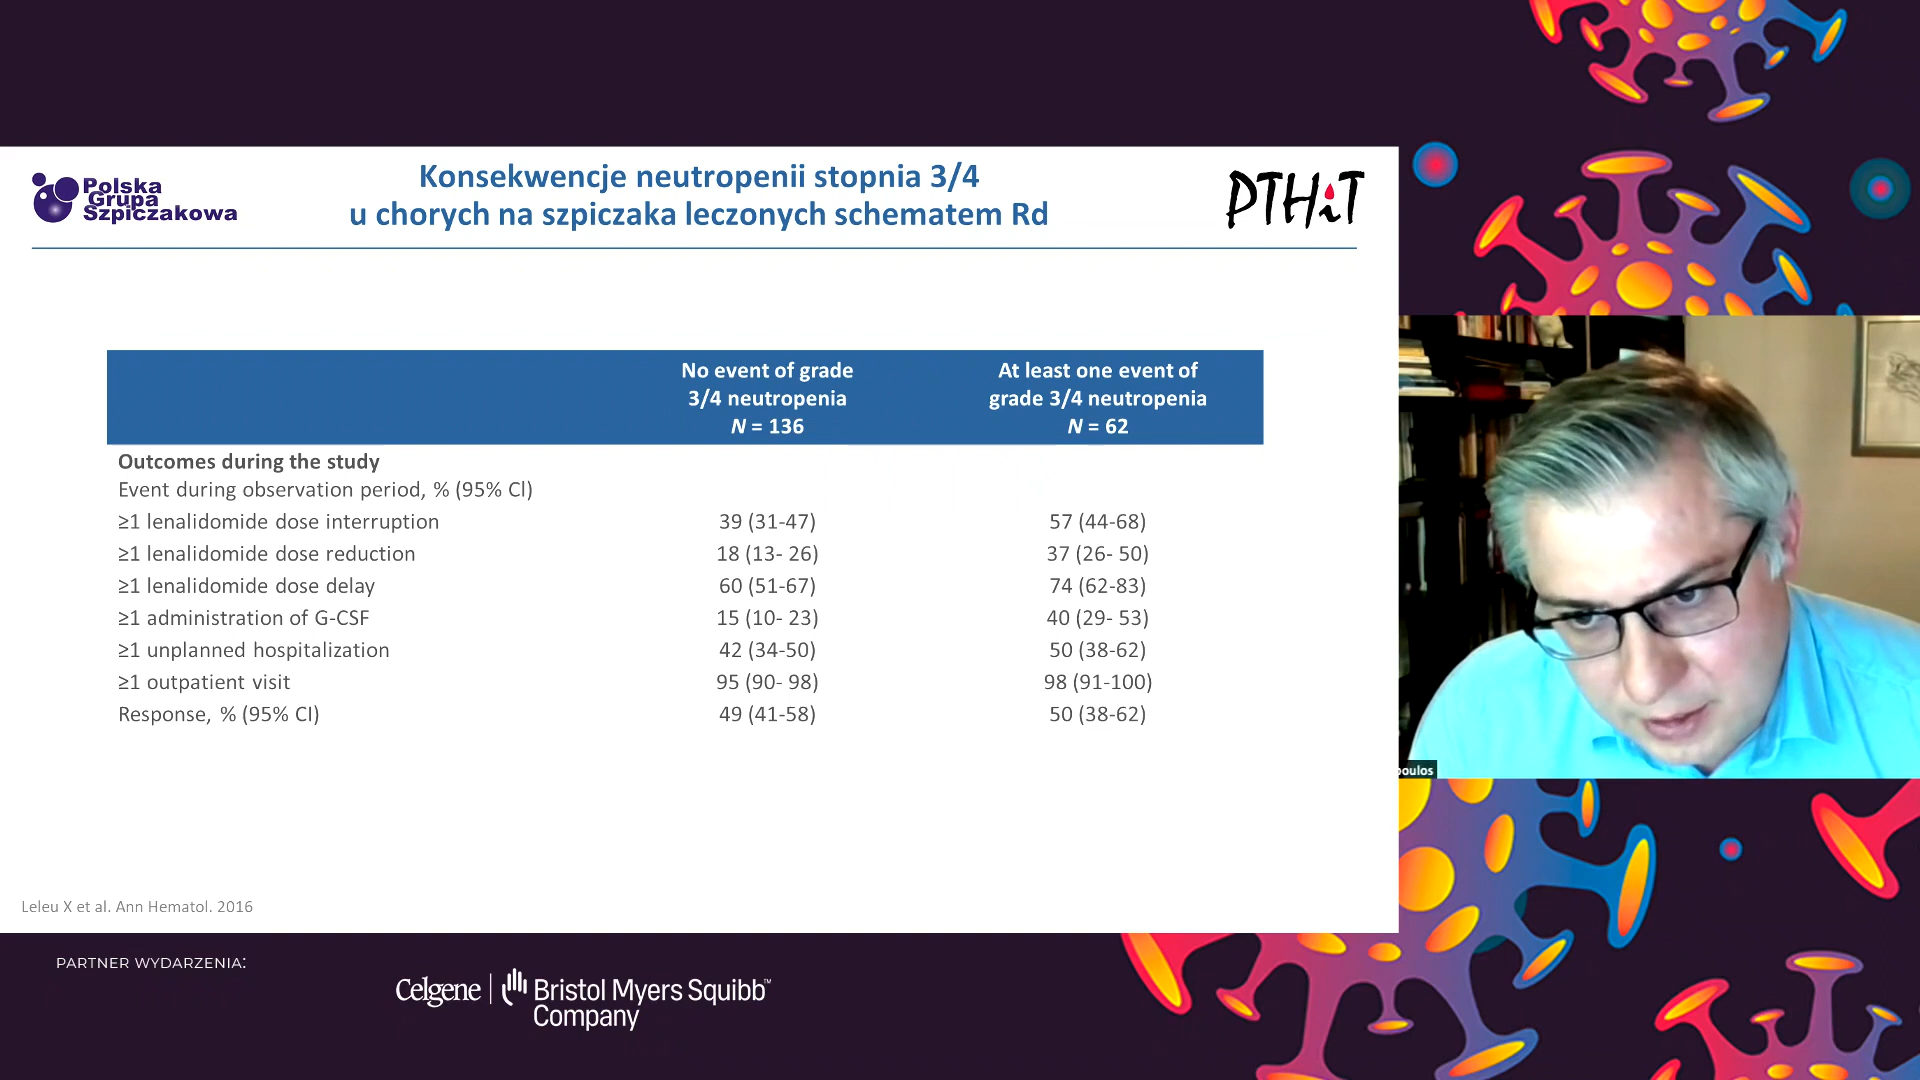 Polska
Grupa
Szpiczakowa
Konsekwencje neutropenii stopnia 3/4
u chorych na szpiczaka leczonych schematem Rd
PTHiT
No event of grade 3/4 neutropenia N = 136
At least one event of grade 3/4 neutropenia N = 62
Outcomes during the study
Event during observation period, % (95% Cl)
≥1 lenalidomide dose interruption 39 (31-47) 57 (44-68)
≥1 lenalidomide dose reduction 18 (13- 26) 37 (26- 50)
≥1 lenalidomide dose delay 60 (51-67) 74 (62-83)
≥1 administration of G-CSF 15 (10- 23) 40 (29- 53)
≥1 unplanned hospitalization 42 (34-50) 50 (38-62)
≥1 outpatient visit 95 (90- 98) 98 (91-100)
Response, % (95% CI) 49 (41-58) 50 (38-62)
Leleu X et al. Ann Hematol. 2016
poulos
PARTNER WYDARZENIA:
Celgene | Bristol Myers Squibb™
Company